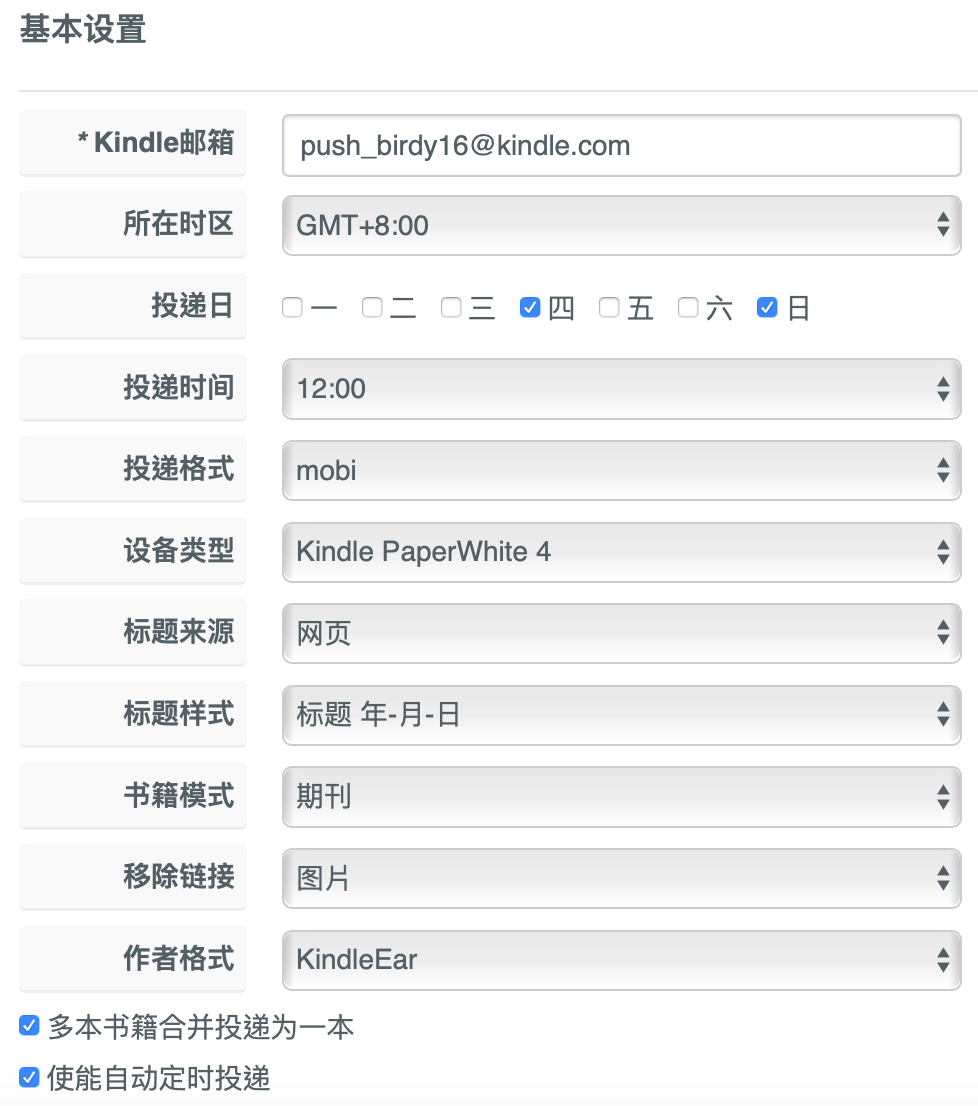 基本设置
* Kindle邮箱 push_birdy16@kindle.com
所在时区 GMT+8:00
投递日 一 二 三 四 五 六 日
投递时间 12:00
投递格式 mobi
设备类型 Kindle PaperWhite 4
标题来源 网页
标题样式 标题 年-月-日
书籍模式 期刊
移除链接 图片
作者格式 KindleEar
多本书籍合并投递为一本
使能自动定时投递